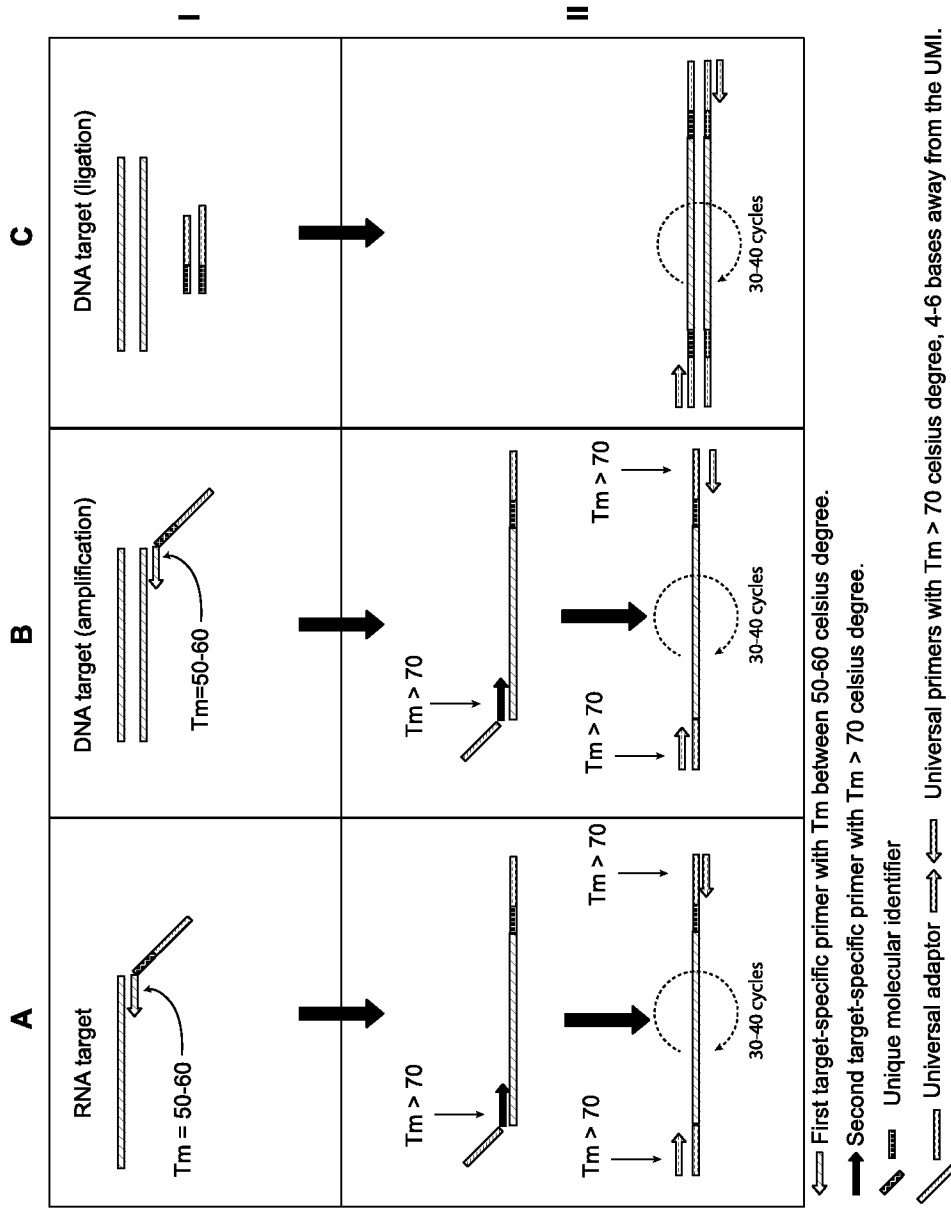 A
B
C
RNA target
DNA target (amplification)
DNA target (ligation)
I
Tm = 50-60
Tm=50-60
II
Tm > 70
Tm > 70
Tm > 70
Tm > 70
Tm > 70
Tm > 70
30-40 cycles
30-40 cycles
30-40 cycles
First target-specific primer with Tm between 50-60 celsius degree.
Second target-specific primer with Tm > 70 celsius degree.
Unique molecular identifier
Universal adaptor
Universal primers with Tm > 70 celsius degree, 4-6 bases away from the UMI.